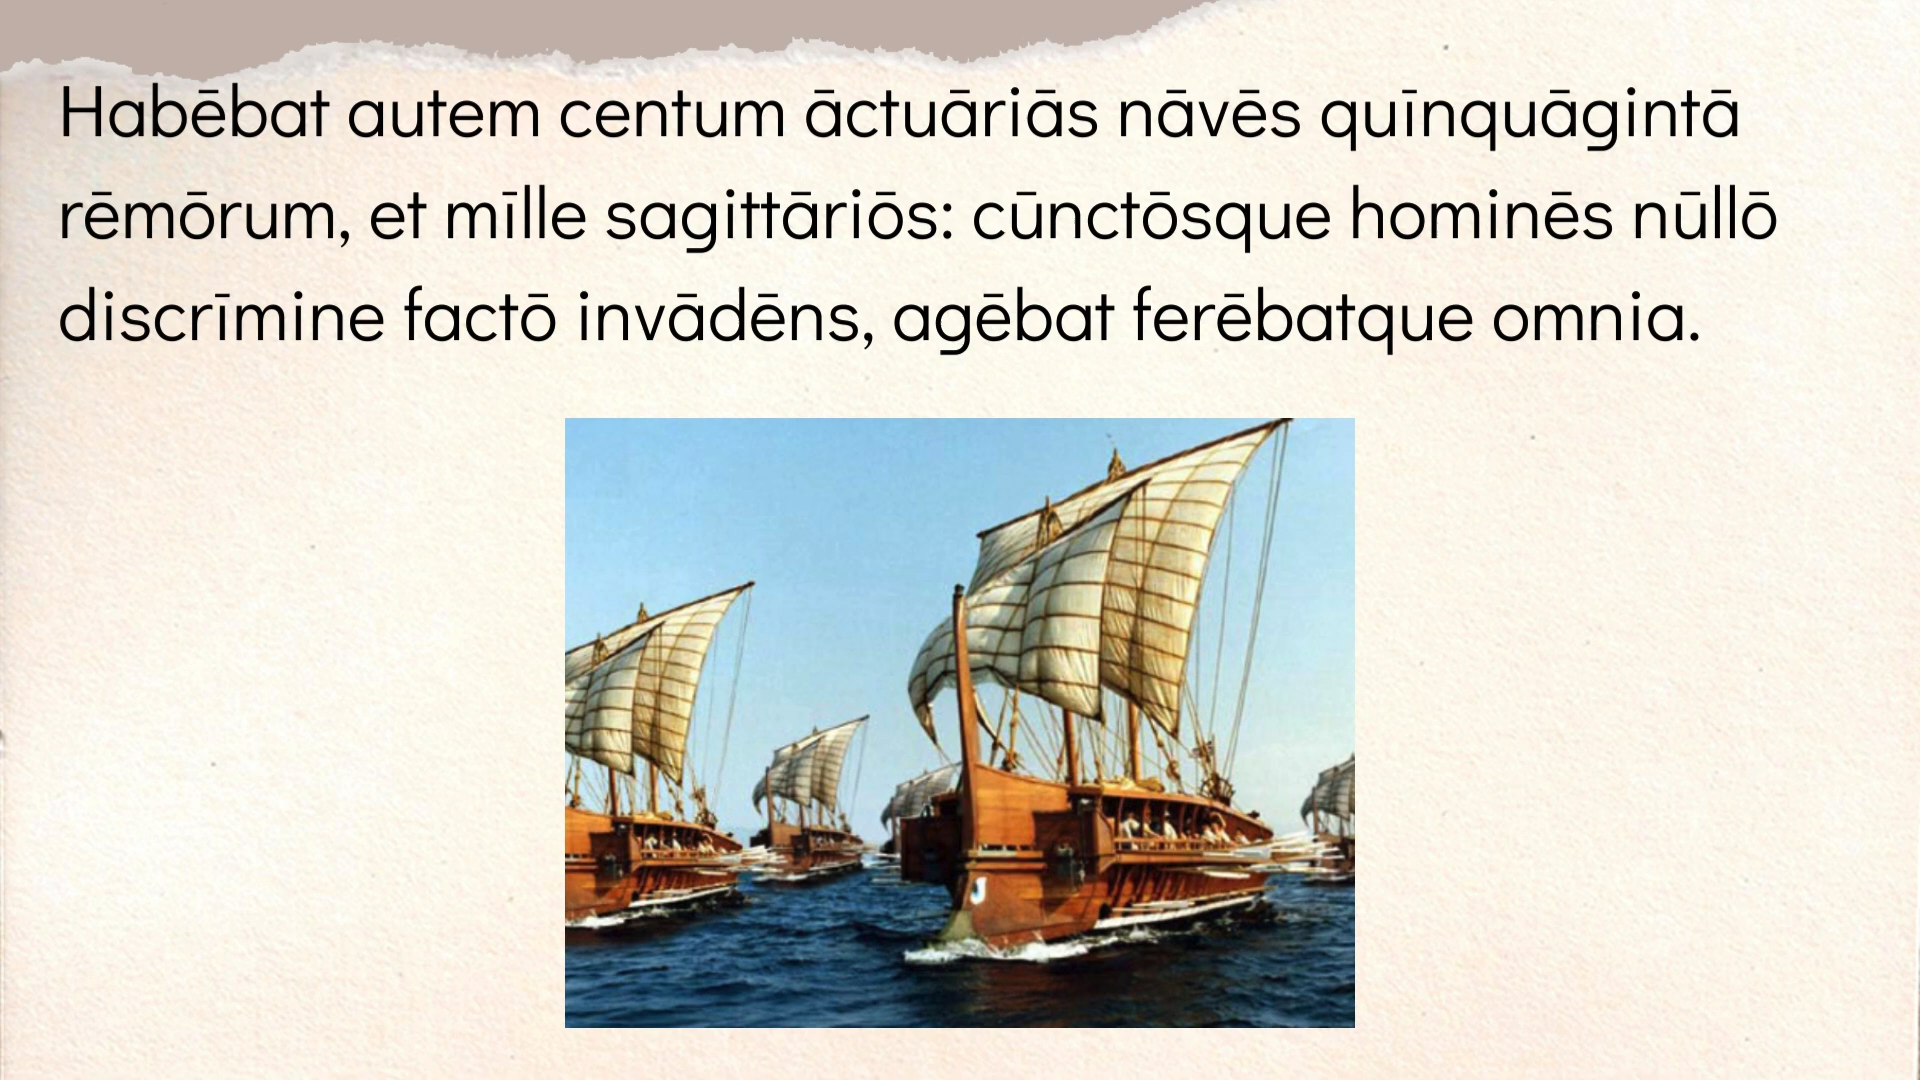 Habēbat autem centum āctuāriās nāvēs quīnquāgintā
rēmōrum, et mīlle sagittāriōs: cūnctōsque hominēs nūllō
discrīmine factō invādēns, agēbat ferēbatque omnia.